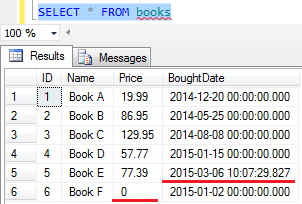 SELECT * FROM books
100 %
Results Messages
ID Name Price BoughtDate
1 1 Book A 19.99 2014-12-20 00:00:00.000
2 2 Book B 86.95 2014-05-25 00:00:00.000
3 3 Book C 129.95 2014-08-08 00:00:00.000
4 4 Book D 57.77 2015-01-15 00:00:00.000
5 5 Book E 77.39 2015-03-06 10:07:29.827
6 6 Book F 0 2015-01-02 00:00:00.000